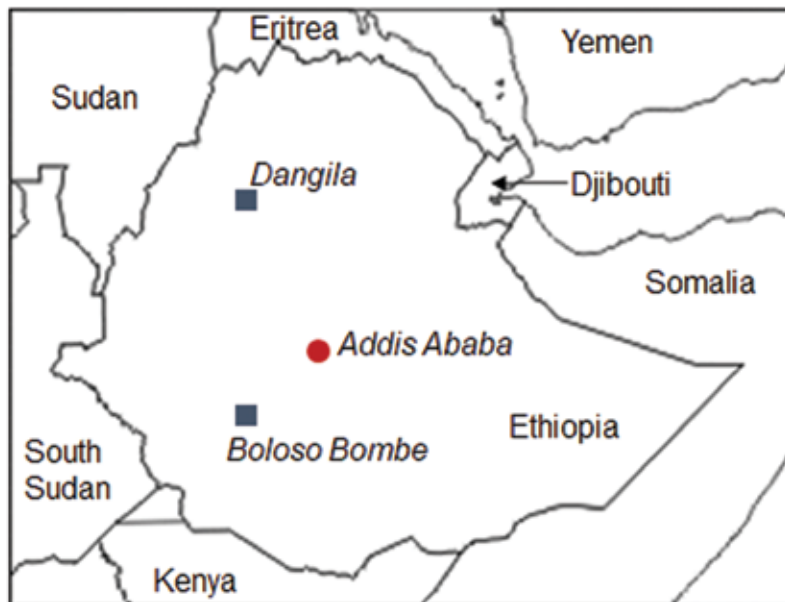 Eritrea
Yemen
Sudan
Dangila
Djibouti
Somalia
Addis Ababa
Ethiopia
Boloso Bombe
South
Sudan
Kenya